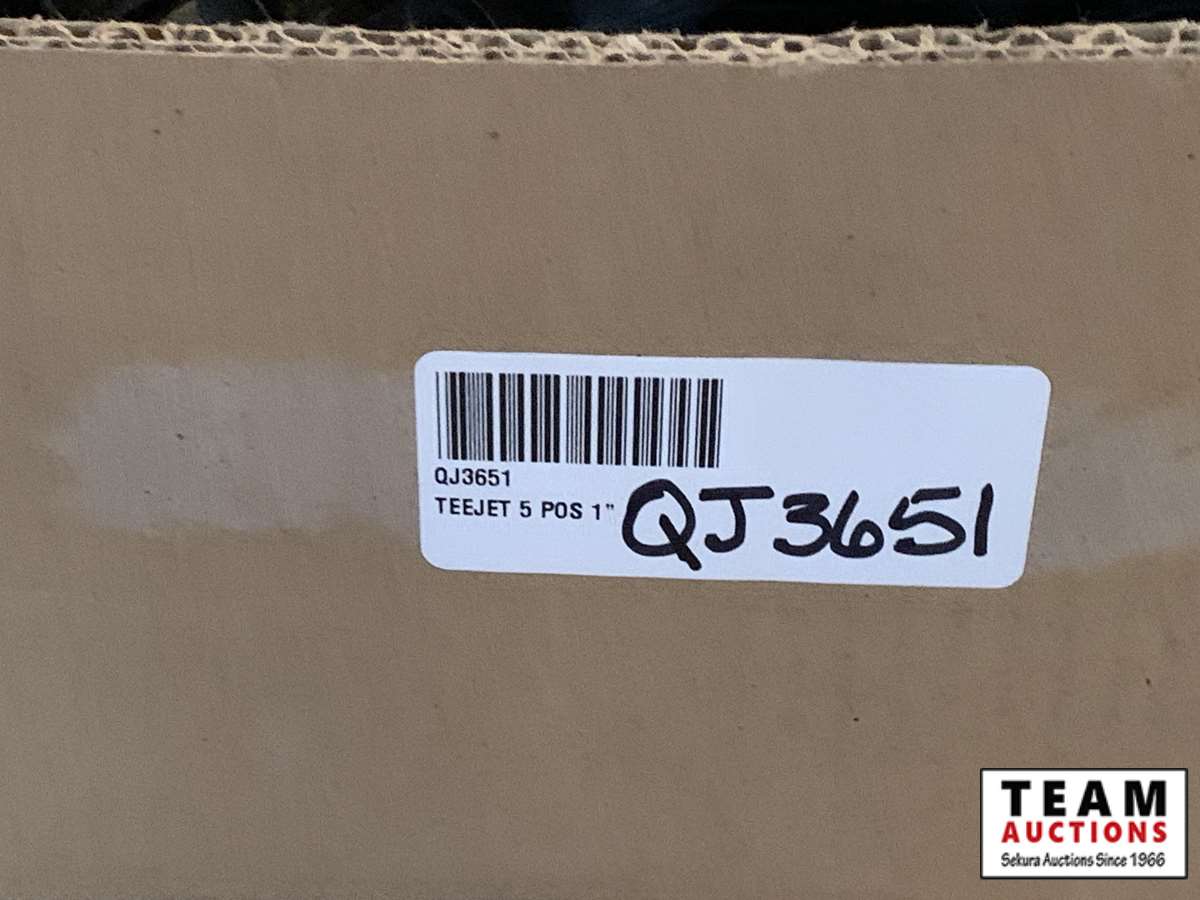 QJ3651
TEEJET 5 POS 1"
QJ3651
TEAM
AUCTIONS
Sekura Auctions Since 1966